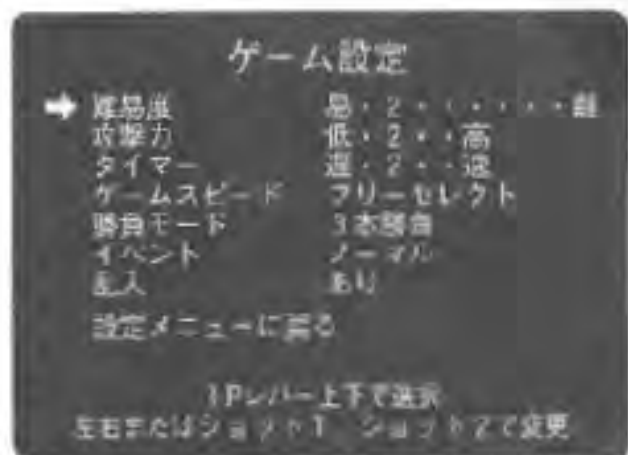 ゲーム設定
➡ 難易度 易・2・・・・・・難
攻撃力 低・2・・高
タイマー 遅・2・・速
ゲームスピード フリーセレクト
勝負モード 3本勝負
イベント ノーマル
乱入 あり
設定メニューに戻る
1Pレバー上下で選択
左右またはショット1 ショット2で変更